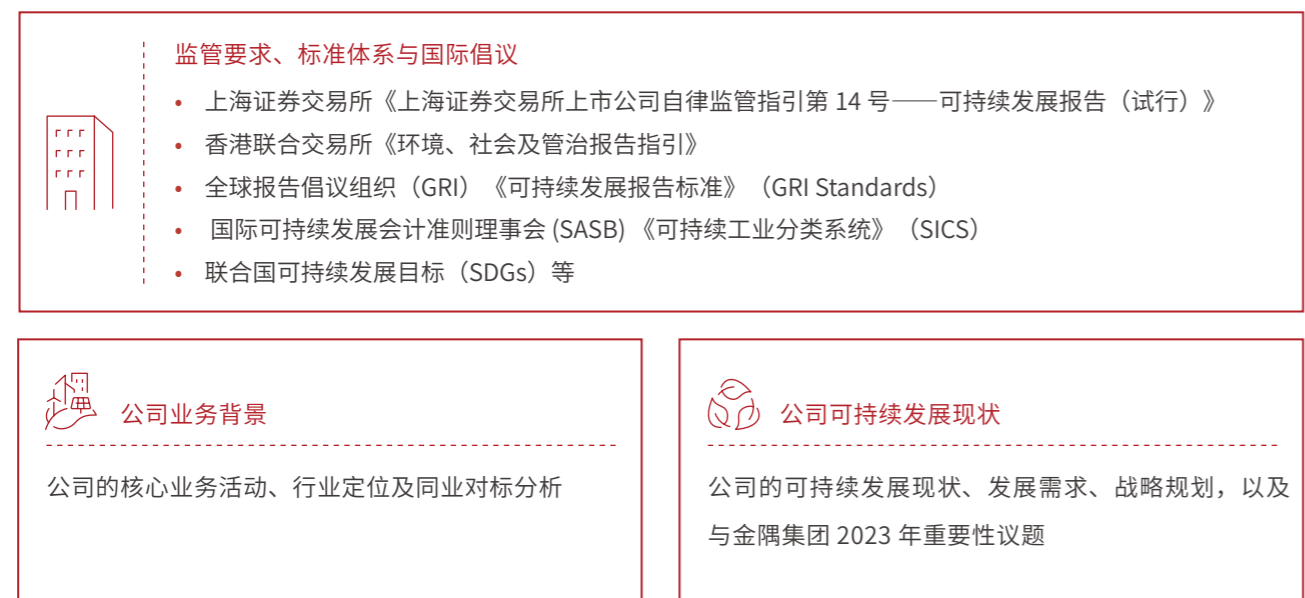 监管要求、标准体系与国际倡议
• 上海证券交易所《上海证券交易所上市公司自律监管指引第 14 号——可持续发展报告（试行）》
• 香港联合交易所《环境、社会及管治报告指引》
• 全球报告倡议组织（GRI）《可持续发展报告标准》（GRI Standards）
• 国际可持续发展会计准则理事会 (SASB) 《可持续工业分类系统》（SICS）
• 联合国可持续发展目标（SDGs）等
公司业务背景
公司的核心业务活动、行业定位及同业对标分析
公司可持续发展现状
公司的可持续发展现状、发展需求、战略规划，以及
与金隅集团 2023 年重要性议题